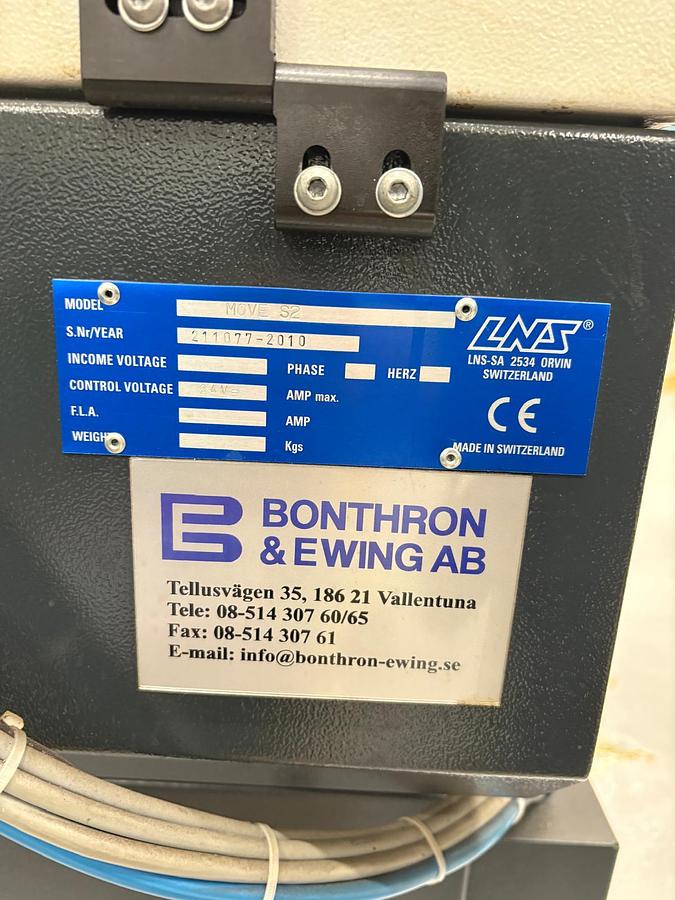 MODEL MOVE S2
S.Nr/YEAR 211077-2010
INCOME VOLTAGE PHASE HERZ
CONTROL VOLTAGE 24V= AMP max.
F.L.A. AMP
WEIGHT Kgs
LNS®
LNS-SA 2534 ORVIN
SWITZERLAND
CE
MADE IN SWITZERLAND
BONTHRON
& EWING AB
Tellusvägen 35, 186 21 Vallentuna
Tele: 08-514 307 60/65
Fax: 08-514 307 61
E-mail: info@bonthron-ewing.se